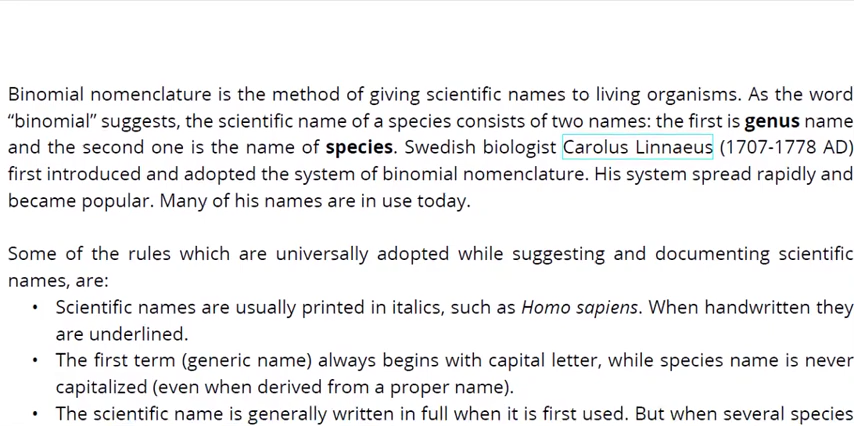 Binomial nomenclature is the method of giving scientific names to living organisms. As the word
“binomial” suggests, the scientific name of a species consists of two names: the first is genus name
and the second one is the name of species. Swedish biologist Carolus Linnaeus (1707-1778 AD)
first introduced and adopted the system of binomial nomenclature. His system spread rapidly and
became popular. Many of his names are in use today.
Some of the rules which are universally adopted while suggesting and documenting scientific
names, are:
• Scientific names are usually printed in italics, such as Homo sapiens. When handwritten they
are underlined.
• The first term (generic name) always begins with capital letter, while species name is never
capitalized (even when derived from a proper name).
• The scientific name is generally written in full when it is first used. But when several species